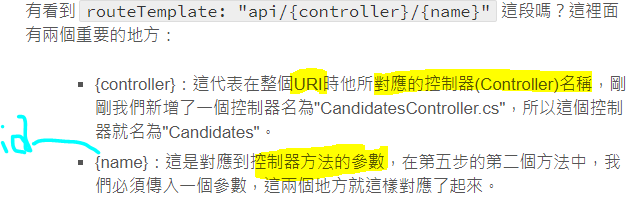 有看到 routeTemplate: "api/{controller}/{name}" 這段嗎？這裡面
有兩個重要的地方：
▪ {controller}：這代表在整個URI時他所對應的控制器(Controller)名稱，剛
剛我們新增了一個控制器名為"CandidatesController.cs"，所以這個控制
器就名為"Candidates"。
id
▪ {name}：這是對應到控制器方法的參數，在第五步的第二個方法中，我
們必須傳入一個參數，這兩個地方就這樣對應了起來。